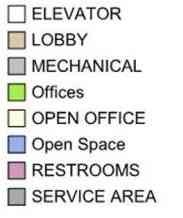 ELEVATOR
LOBBY
MECHANICAL
Offices
OPEN OFFICE
Open Space
RESTROOMS
SERVICE AREA